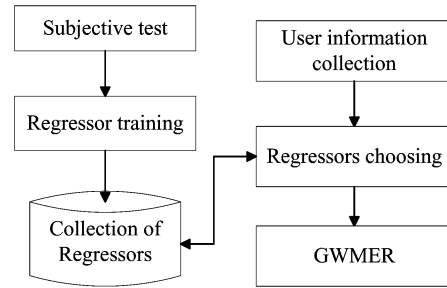 Subjective test
Regressor training
Collection of
Regressors
User information
collection
Regressors choosing
GWMER